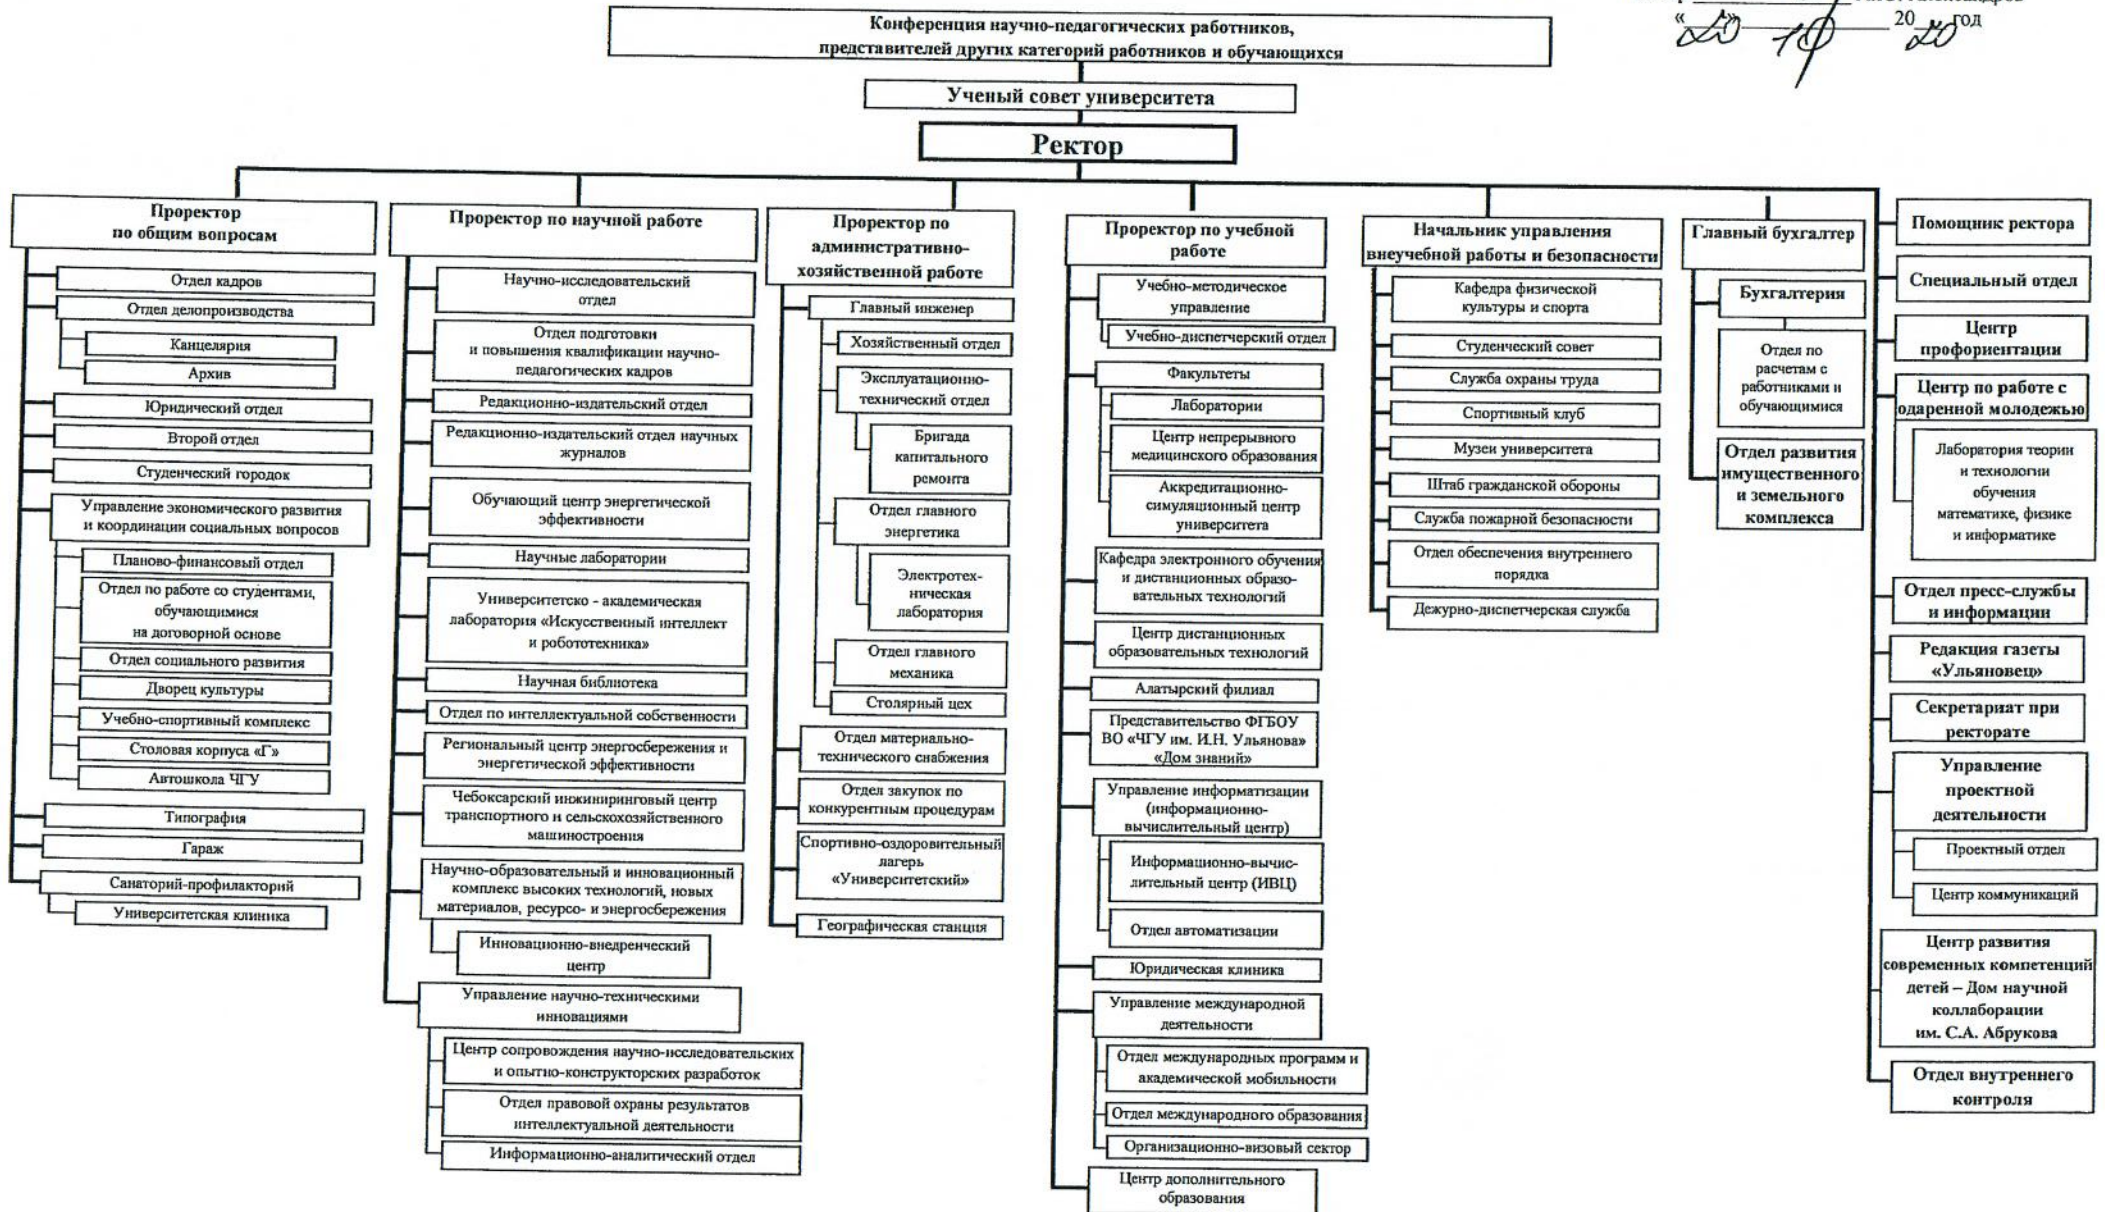 Конференция научно-педагогических работников,
представителей других категорий работников и обучающихся
« 20 » 10 20 20 год
Ученый совет университета
Ректор
Проректор
по общим вопросам
Отдел кадров
Отдел делопроизводства
Канцелярия
Архив
Юридический отдел
Второй отдел
Студенческий городок
Управление экономического развития
и координации социальных вопросов
Планово-финансовый отдел
Отдел по работе со студентами,
обучающимися
на договорной основе
Отдел социального развития
Дворец культуры
Учебно-спортивный комплекс
Столовая корпуса «Г»
Автошкола ЧГУ
Типография
Гараж
Санаторий-профилакторий
Университетская клиника
Проректор по научной работе
Научно-исследовательский
отдел
Отдел подготовки
и повышения квалификации научно-
педагогических кадров
Редакционно-издательский отдел
Редакционно-издательский отдел научных
журналов
Обучающий центр энергетической
эффективности
Научные лаборатории
Университетско - академическая
лаборатория «Искусственный интеллект
и робототехника»
Научная библиотека
Отдел по интеллектуальной собственности
Региональный центр энергосбережения и
энергетической эффективности
Чебоксарский инжиниринговый центр
транспортного и сельскохозяйственного
машиностроения
Научно-образовательный и инновационный
комплекс высоких технологий, новых
материалов, ресурсо- и энергосбережения
Инновационно-внедренческий
центр
Управление научно-техническими
инновациями
Центр сопровождения научно-исследовательских
и опытно-конструкторских разработок
Отдел правовой охраны результатов
интеллектуальной деятельности
Информационно-аналитический отдел
Проректор по
административно-
хозяйственной работе
Главный инженер
Хозяйственный отдел
Эксплуатационно-
технический отдел
Бригада
капитального
ремонта
Отдел главного
энергетика
Электротех-
ническая
лаборатория
Отдел главного
механика
Столярный цех
Отдел материально-
технического снабжения
Отдел закупок по
конкурентным процедурам
Спортивно-оздоровительный
лагерь
«Университетский»
Географическая станция
Проректор по учебной
работе
Учебно-методическое
управление
Учебно-диспетчерский отдел
Факультеты
Лаборатории
Центр непрерывного
медицинского образования
Аккредитационно-
симуляционный центр
университета
Кафедра электронного обучения
и дистанционных образо-
вательных технологий
Центр дистанционных
образовательных технологий
Алатырский филиал
Представительство ФГБОУ
ВО «ЧГУ им. И.Н. Ульянова»
«Дом знаний»
Управление информатизации
(информационно-
вычислительный центр)
Информационно-вычис-
лительный центр (ИВЦ)
Отдел автоматизации
Юридическая клиника
Управление международной
деятельности
Отдел международных программ и
академической мобильности
Отдел международного образования
Организационно-визовый сектор
Центр дополнительного
образования
Начальник управления
внеучебной работы и безопасности
Кафедра физической
культуры и спорта
Студенческий совет
Служба охраны труда
Спортивный клуб
Музеи университета
Штаб гражданской обороны
Служба пожарной безопасности
Отдел обеспечения внутреннего
порядка
Дежурно-диспетчерская служба
Главный бухгалтер
Бухгалтерия
Отдел по
расчетам с
работниками и
обучающимися
Отдел развития
имущественного
и земельного
комплекса
Помощник ректора
Специальный отдел
Центр
профориентации
Центр по работе с
одаренной молодежью
Лаборатория теории
и технологии
обучения
математике, физике
и информатике
Отдел пресс-службы
и информации
Редакция газеты
«Ульяновец»
Секретариат при
ректорате
Управление
проектной
деятельности
Проектный отдел
Центр коммуникаций
Центр развития
современных компетенций
детей – Дом научной
коллаборации
им. С.А. Абрукова
Отдел внутреннего
контроля